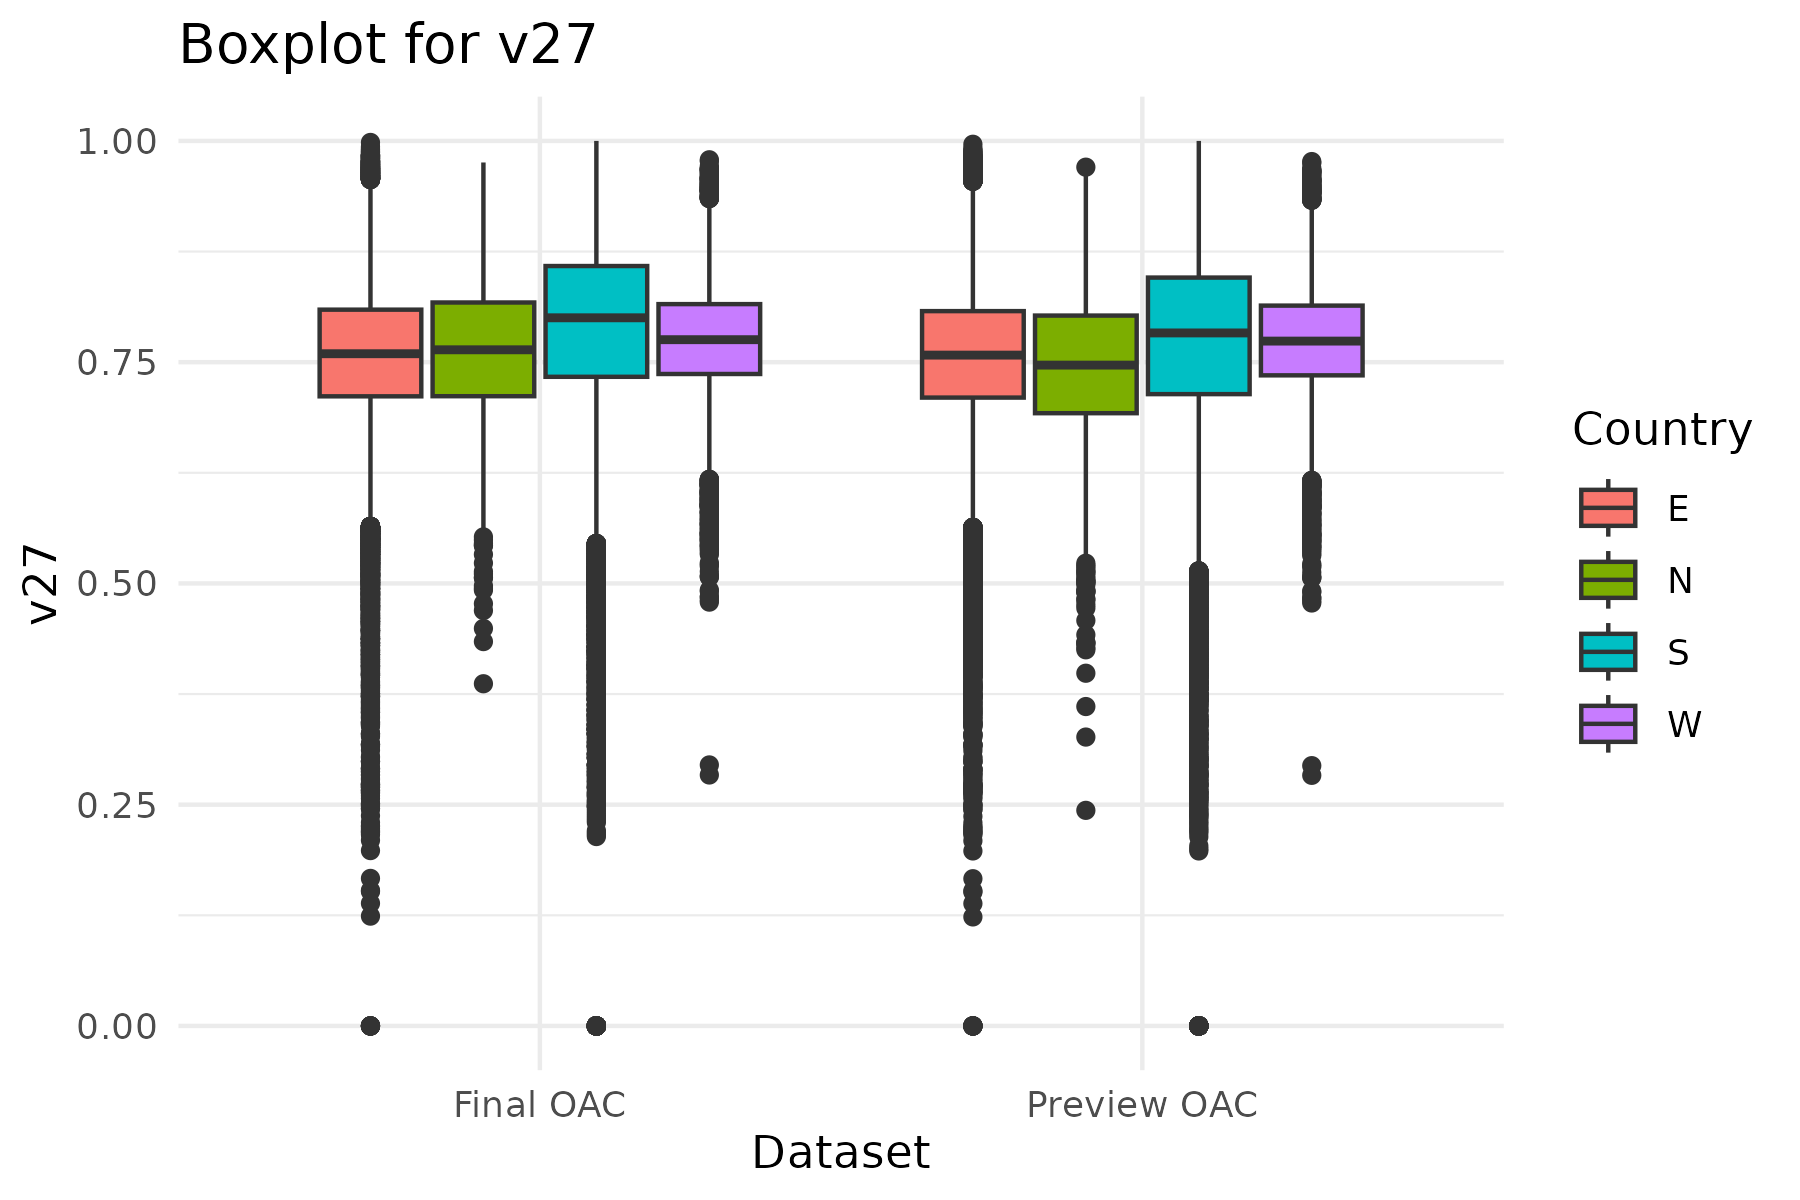 Boxplot for v27
1.00
0.75
0.50
0.25
0.00
v27
Final OAC
Preview OAC
Dataset
Country
E
N
S
W